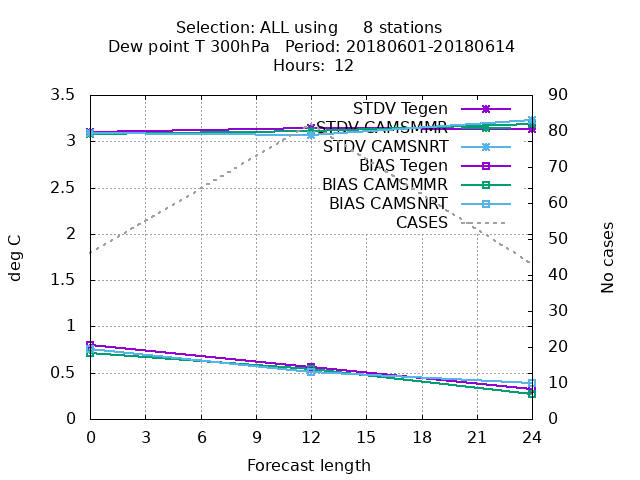 Selection: ALL using     8 stations
Dew point T 300hPa   Period: 20180601-20180614
Hours: 12
3.5
3
2.5
2
1.5
1
0.5
0
90
80
70
60
50
40
30
20
10
0
STDV Tegen
STDV CAMSMMR
STDV CAMSNRT
BIAS Tegen
BIAS CAMSMMR
BIAS CAMSNRT
CASES
deg C
No cases
0 3 6 9 12 15 18 21 24
Forecast length